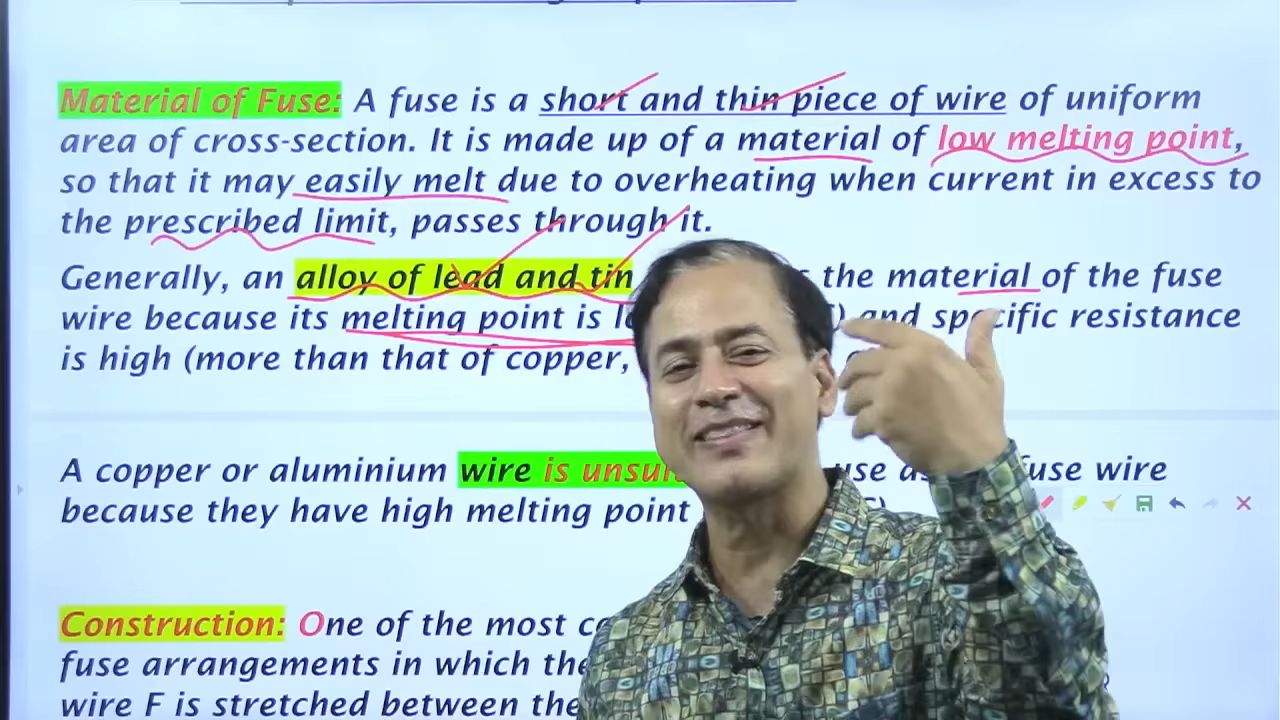 Material of Fuse: A fuse is a short and thin piece of wire of uniform
area of cross-section. It is made up of a material of low melting point,
so that it may easily melt due to overheating when current in excess to
the prescribed limit, passes through it.
Generally, an alloy of lead and tin the material of the fuse
wire because its melting point is and specific resistance
is high (more than that of copper,
A copper or aluminium wire is fuse wire
because they have high melting point
Construction: One of the most
fuse arrangements in which the
wire F is stretched between the